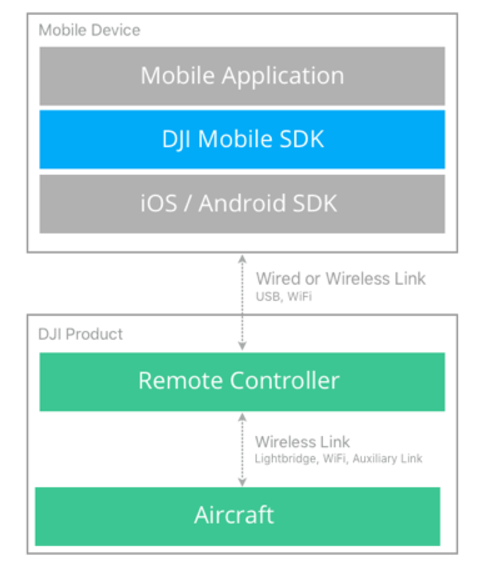 Mobile Device
Mobile Application
DJI Mobile SDK
iOS / Android SDK
Wired or Wireless Link
USB, WiFi
DJI Product
Remote Controller
Wireless Link
Lightbridge, WiFi, Auxiliary Link
Aircraft